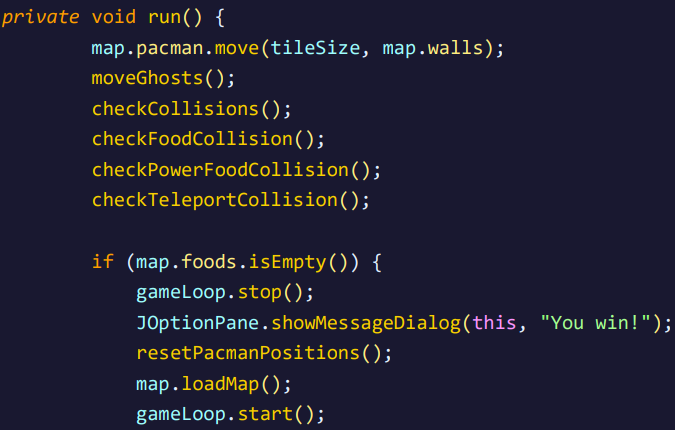 private void run() {
map.pacman.move(tileSize, map.walls);
moveGhosts();
checkCollisions();
checkFoodCollision();
checkPowerFoodCollision();
checkTeleportCollision();
if (map.foods.isEmpty()) {
gameLoop.stop();
JOptionPane.showMessageDialog(this, "You win!");
resetPacmanPositions();
map.loadMap();
gameLoop.start();